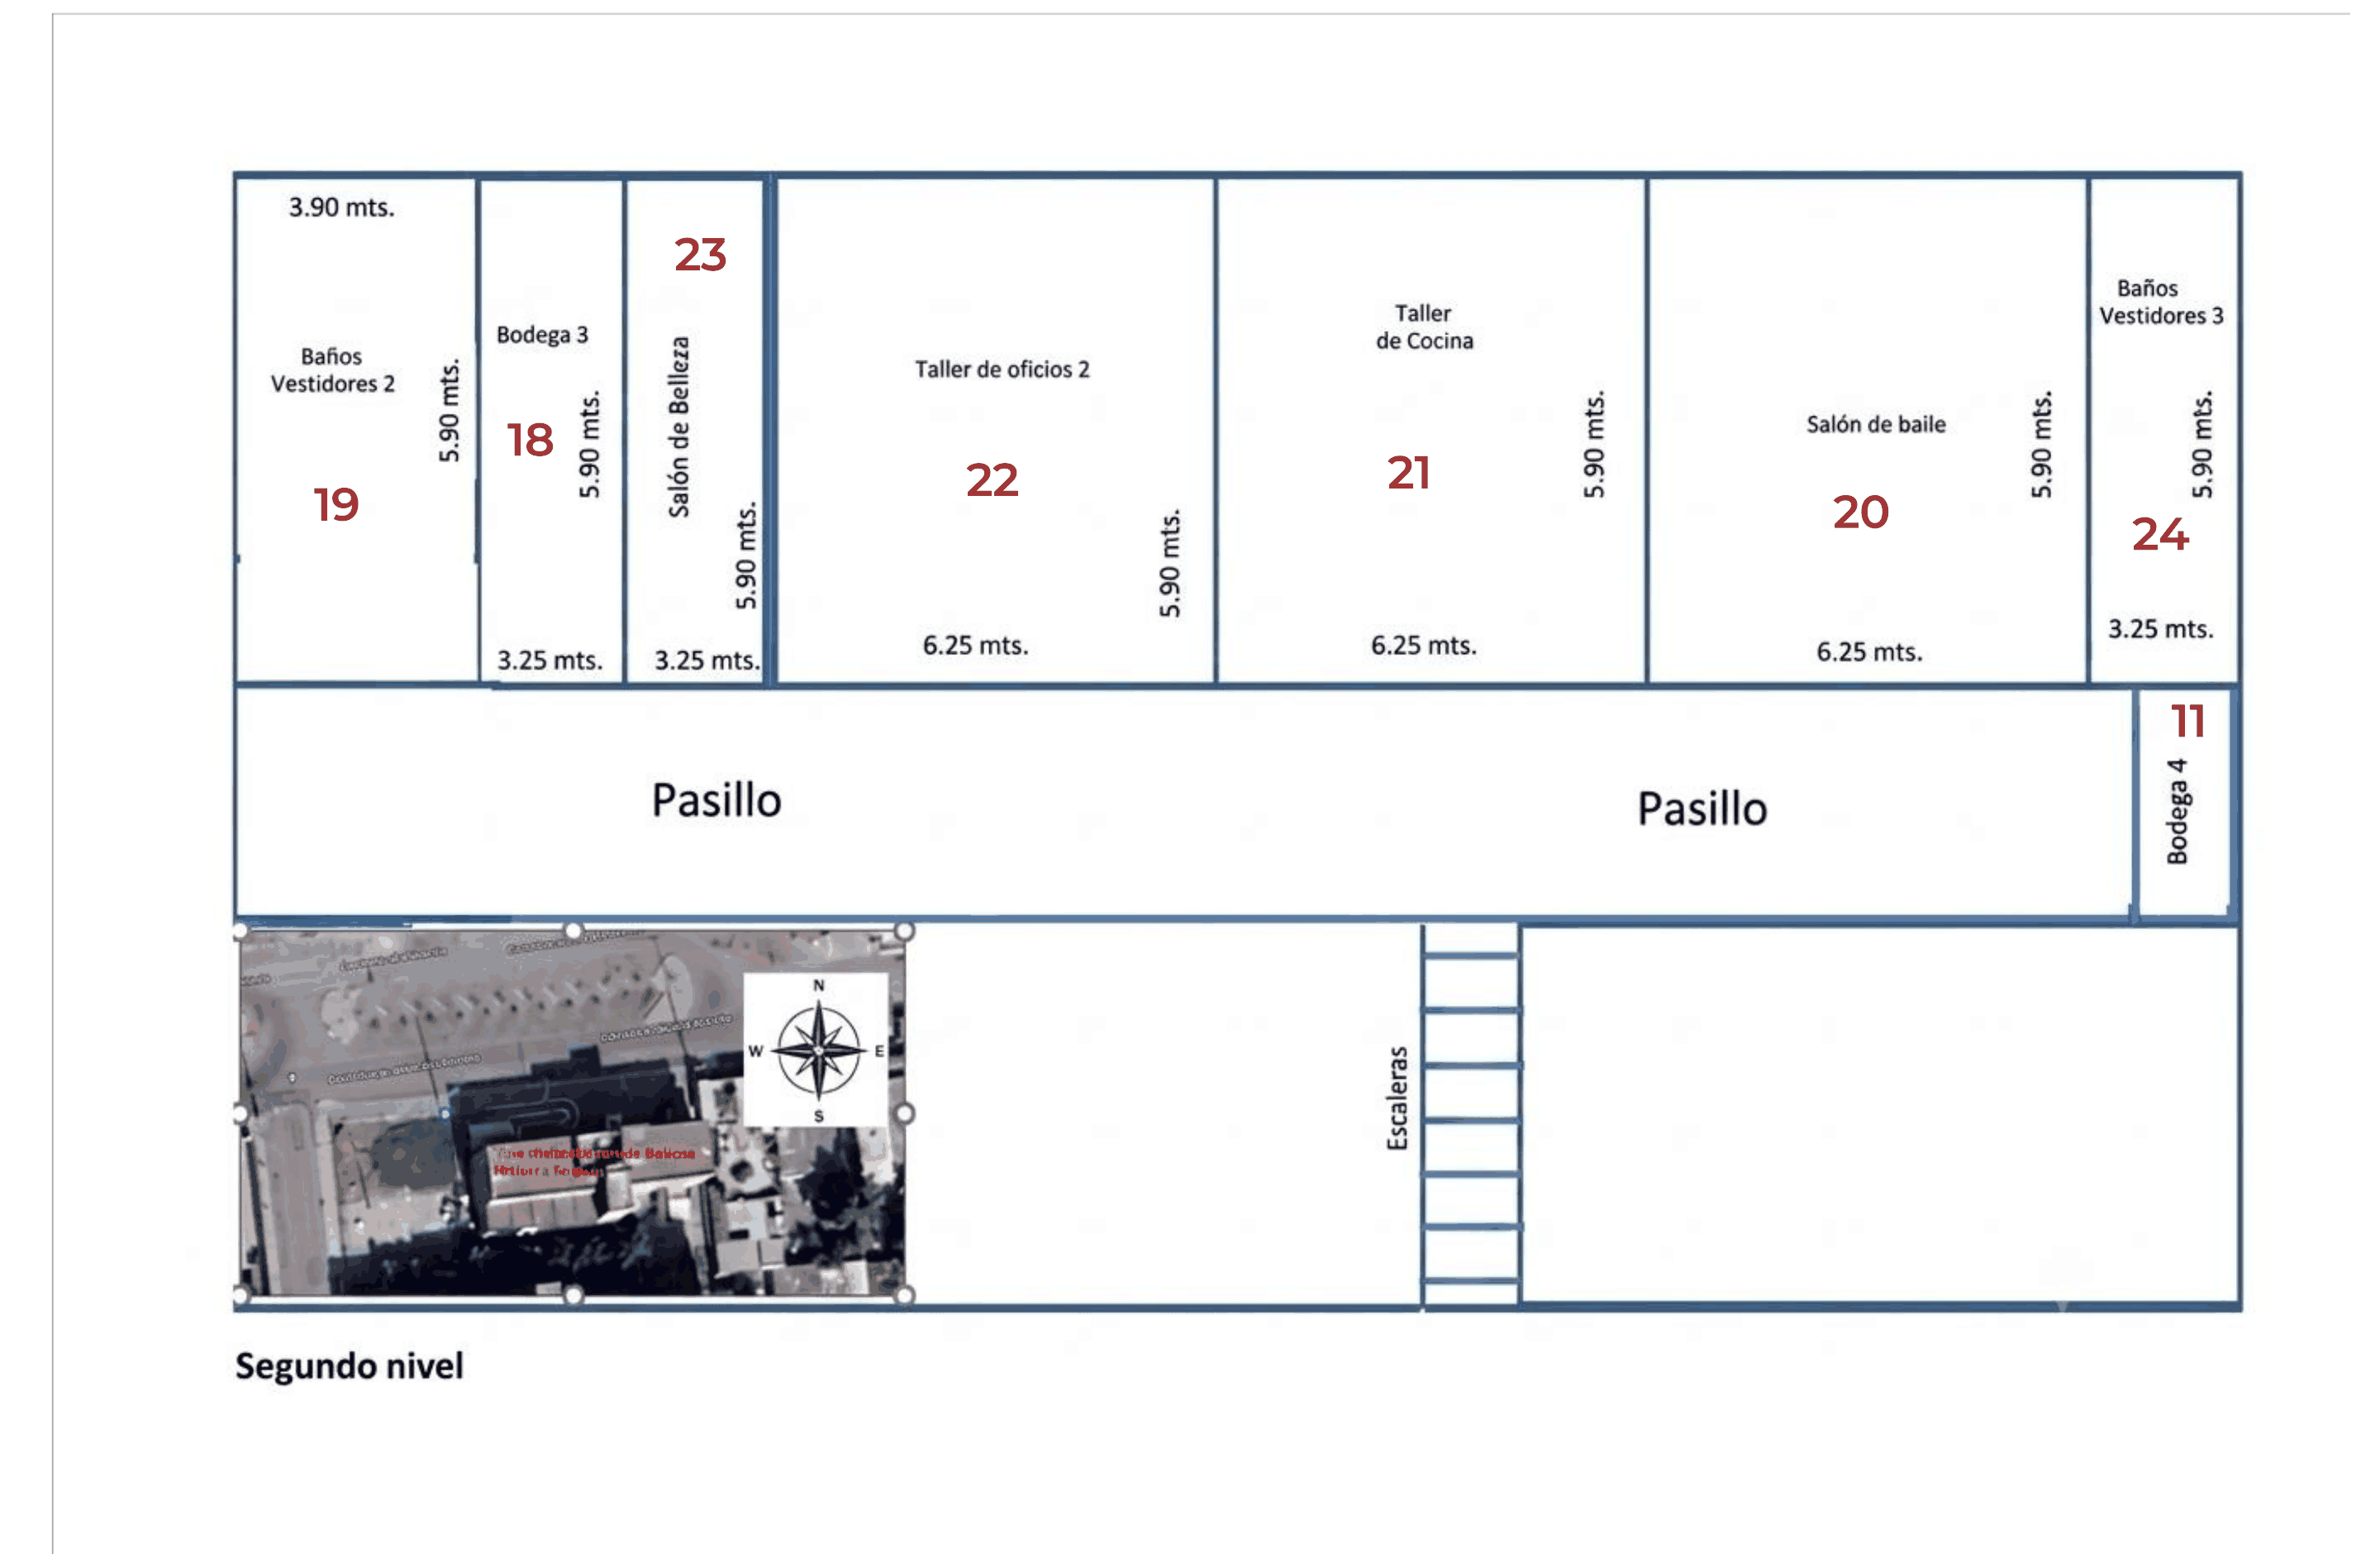 3.90 mts.
Baños
Vestidores 2
5.90 mts.
19
Bodega 3
18
5.90 mts.
3.25 mts.
23
Salón de Belleza
5.90 mts.
3.25 mts.
Taller de oficios 2
22
5.90 mts.
6.25 mts.
Taller
de Cocina
21
5.90 mts.
6.25 mts.
Salón de baile
20
5.90 mts.
6.25 mts.
Baños
Vestidores 3
5.90 mts.
24
3.25 mts.
Pasillo
Pasillo
11
Bodega 4
N
W
E
S
Escaleras
Segundo nivel